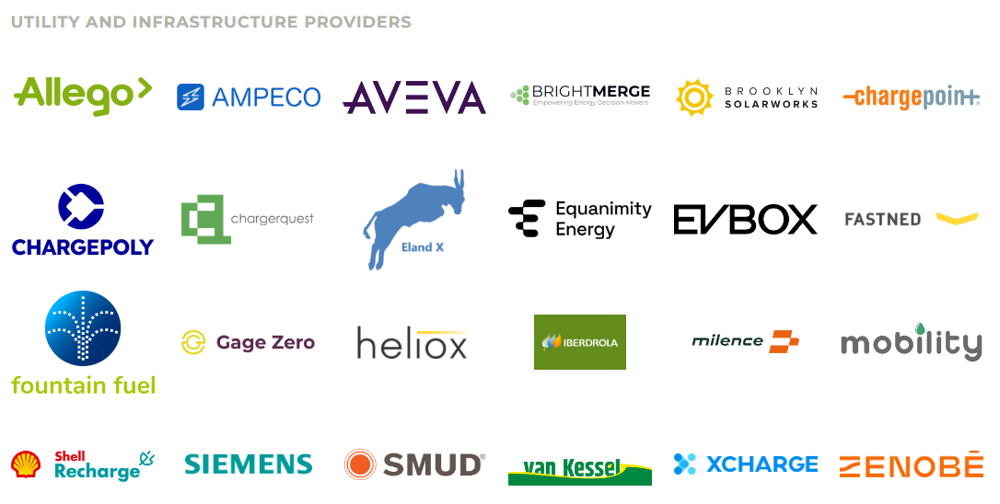 UTILITY AND INFRASTRUCTURE PROVIDERS
Allego
AMPECO
AVEVA
BRIGHTMERGE
Empowering Energy Decision-Makers
BROOKLYN
SOLARWORKS
chargepoin+®
CHARGEPOLY
chargerquest
Eland X
Equanimity
Energy
EVBOX
FASTNED
fountain fuel
Gage Zero
heliox
IBERDROLA
milence
mobility
Shell
Recharge
SIEMENS
SMUD®
van Kessel
XCHARGE
ZENOBĒ